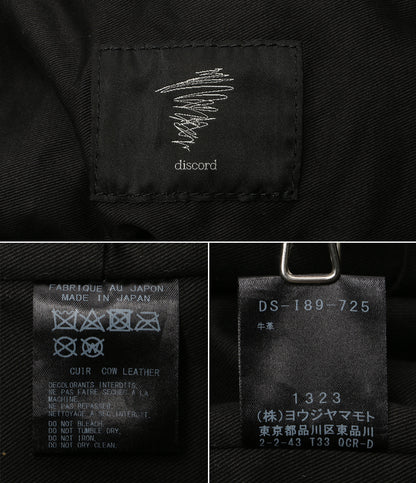 discord
FABRIQUE AU JAPON
MADE IN JAPAN
CUIR COW LEATHER
DECOLORANTS INTERDITS.
NE PAS FAIRE SECHER A LA
MACHINE.
NE PAS REPASSER.
NETTOYAGE A SEC INTERDIT.
DO NOT BLEACH.
DO NOT TUMBLE DRY.
DO NOT IRON.
DO NOT DRY CLEAN.
DS-189-725
牛革
1323
(株)ヨウジヤマモト
東京都品川区東品川
2-2-43 T33 QCR-D